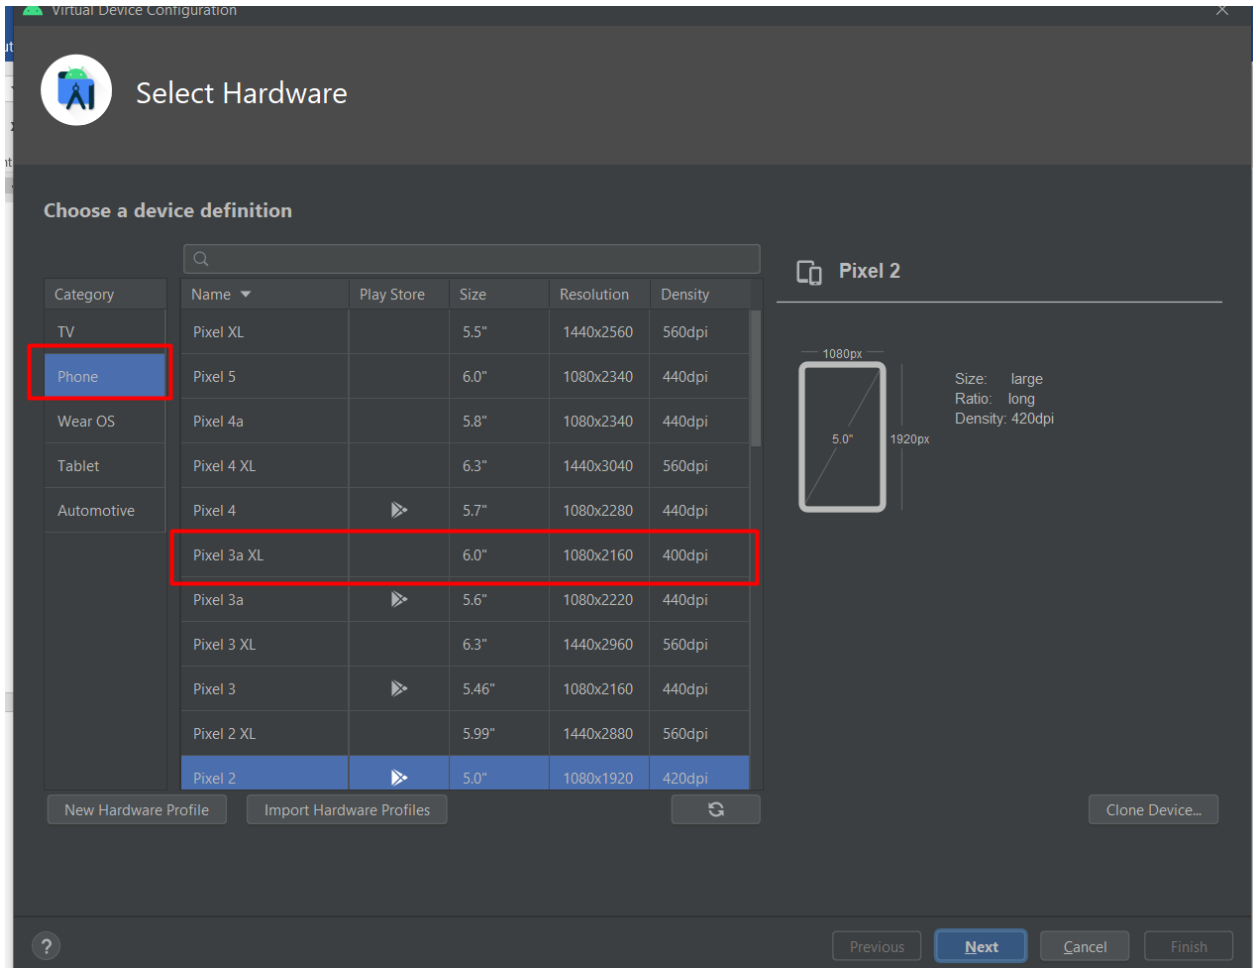 Virtual Device Configuration
Select Hardware
Choose a device definition
Category
TV
Phone
Wear OS
Tablet
Automotive
Name Play Store Size Resolution Density
Pixel XL 5.5" 1440x2560 560dpi
Pixel 5 6.0" 1080x2340 440dpi
Pixel 4a 5.8" 1080x2340 440dpi
Pixel 4 XL 6.3" 1440x3040 560dpi
Pixel 4 5.7" 1080x2280 440dpi
Pixel 3a XL 6.0" 1080x2160 400dpi
Pixel 3a 5.6" 1080x2220 440dpi
Pixel 3 XL 6.3" 1440x2960 560dpi
Pixel 3 5.46" 1080x2160 440dpi
Pixel 2 XL 5.99" 1440x2880 560dpi
Pixel 2 5.0" 1080x1920 420dpi
Pixel 2
1080px
5.0"
1920px
Size: large
Ratio: long
Density: 420dpi
New Hardware Profile
Import Hardware Profiles
Clone Device...
?
Previous
Next
Cancel
Finish